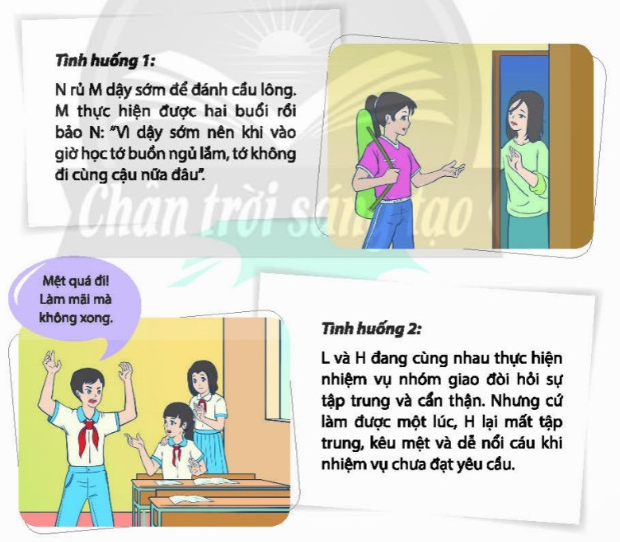 Tình huống 1:
N rủ M dậy sớm để đánh cầu lông.
M thực hiện được hai buổi rồi
bảo N: "Vì dậy sớm nên khi vào
giờ học tớ buồn ngủ lắm, tớ không
đi cùng cậu nữa đâu".
Chân trời sáng tạo
Mệt quá đi!
Làm mãi mà
không xong.
Tình huống 2:
L và H đang cùng nhau thực hiện
nhiệm vụ nhóm giao đòi hỏi sự
tập trung và cẩn thận. Nhưng cứ
làm được một lúc, H lại mất tập
trung, kêu mệt và dễ nổi cáu khi
nhiệm vụ chưa đạt yêu cầu.